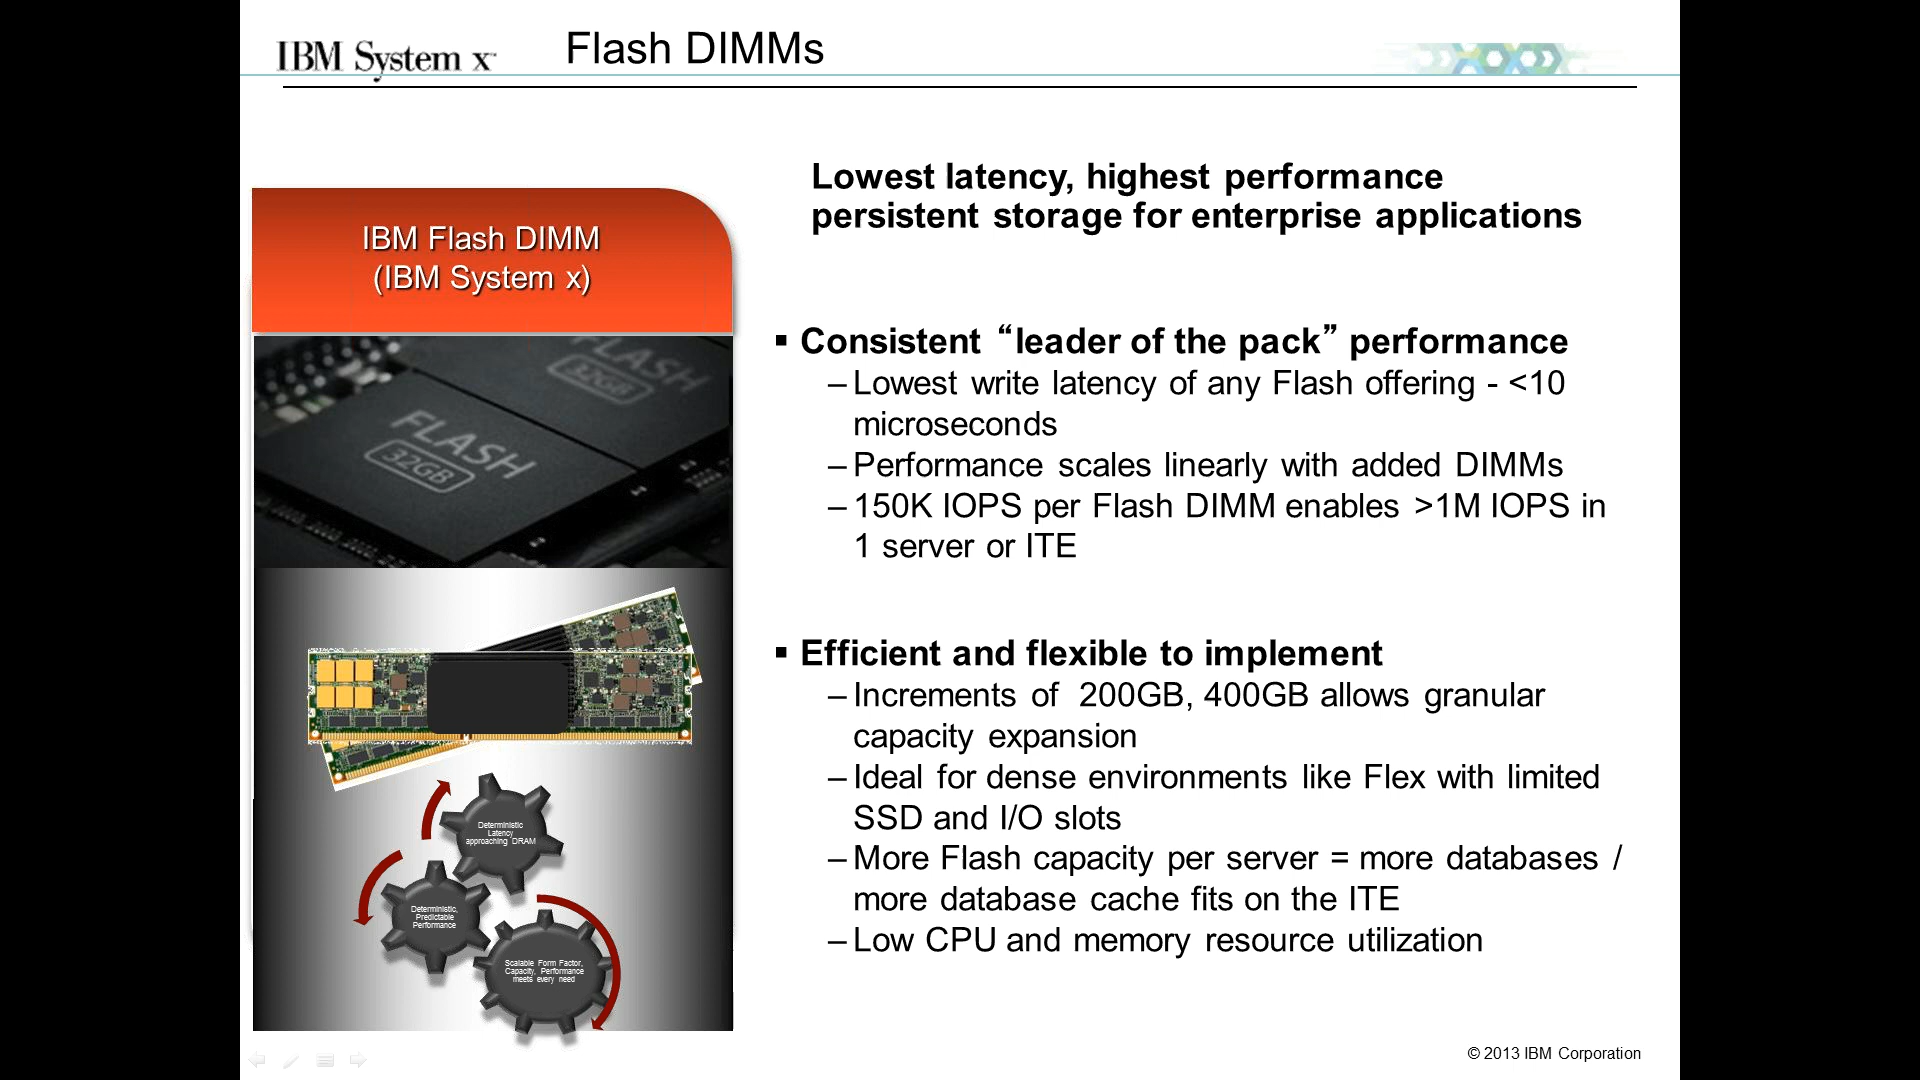 IBM System x™
Flash DIMMs
Lowest latency, highest performance
persistent storage for enterprise applications
IBM Flash DIMM
(IBM System x)
▪ Consistent “leader of the pack” performance
– Lowest write latency of any Flash offering - <10
microseconds
– Performance scales linearly with added DIMMs
– 150K IOPS per Flash DIMM enables >1M IOPS in
1 server or ITE
▪ Efficient and flexible to implement
– Increments of 200GB, 400GB allows granular
capacity expansion
– Ideal for dense environments like Flex with limited
SSD and I/O slots
– More Flash capacity per server = more databases /
more database cache fits on the ITE
– Low CPU and memory resource utilization
FLASH
32GB
FLASH
32GB
Deterministic
Latency
approaching DRAM
Deterministic,
Predictable
Performance
Scalable Form Factor,
Capacity, Performance
meets every need
© 2013 IBM Corporation